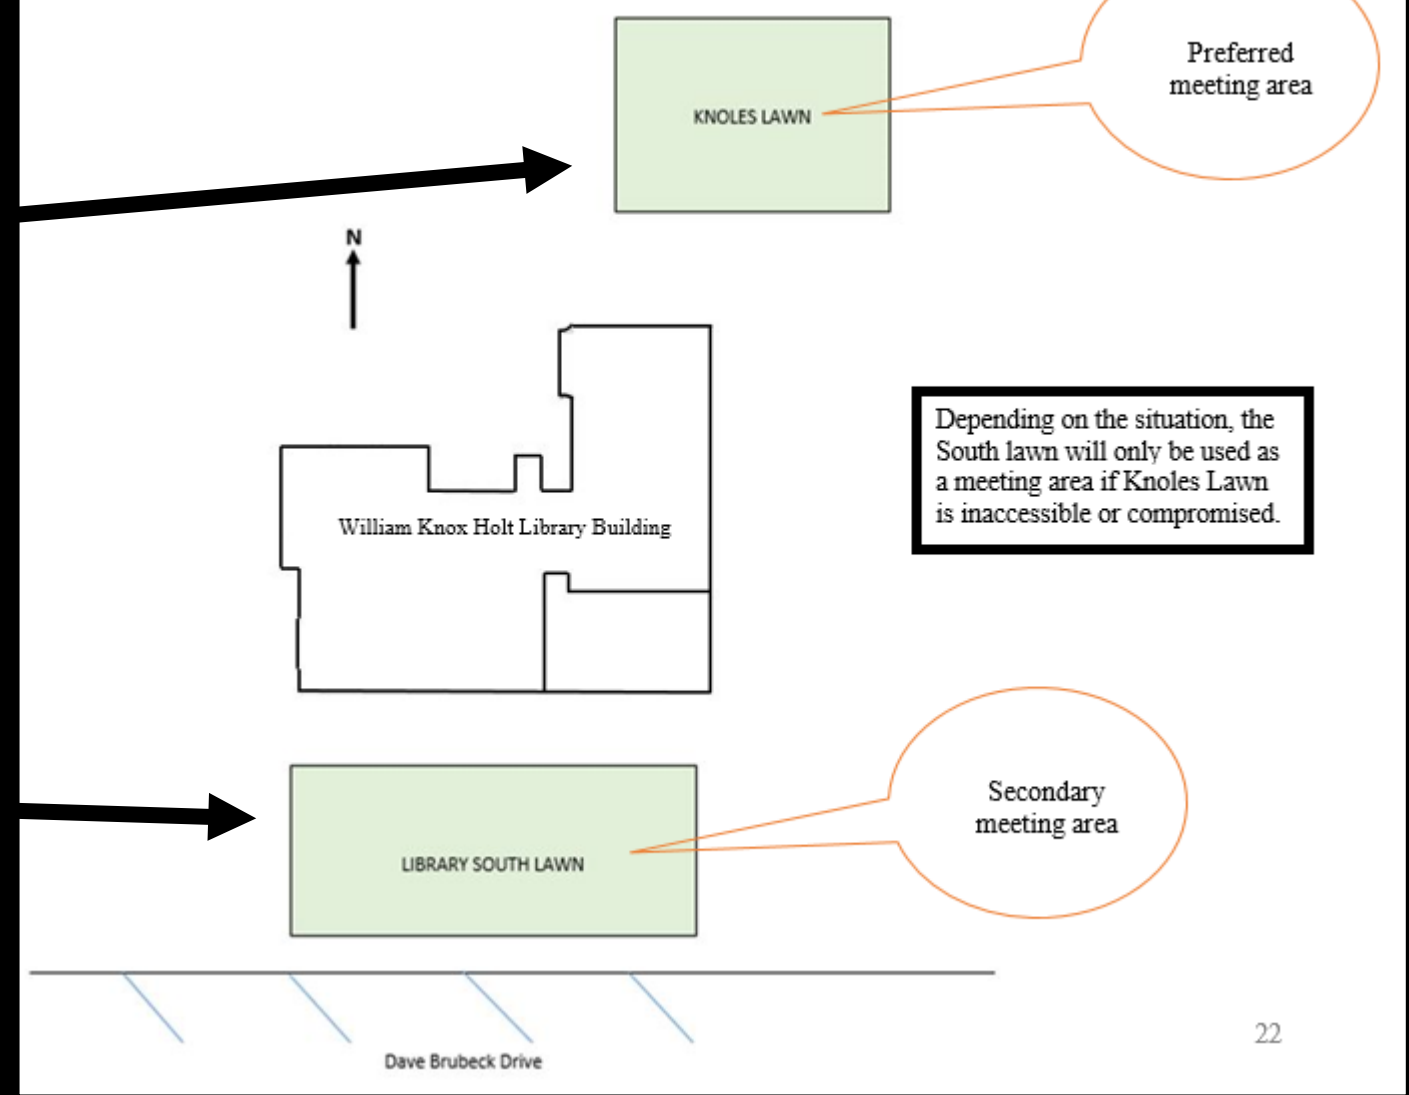 Preferred
meeting area
KNOLES LAWN
N
Depending on the situation, the
South lawn will only be used as
a meeting area if Knoles Lawn
is inaccessible or compromised.
William Knox Holt Library Building
Secondary
meeting area
LIBRARY SOUTH LAWN
22
Dave Brubeck Drive